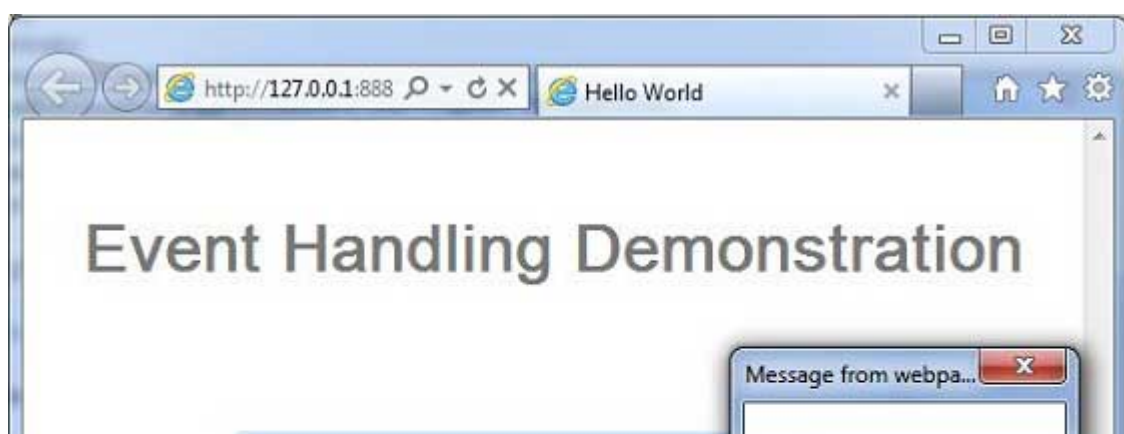 http://127.0.0.1:888
Hello World
Event Handling Demonstration
Message from webpa...